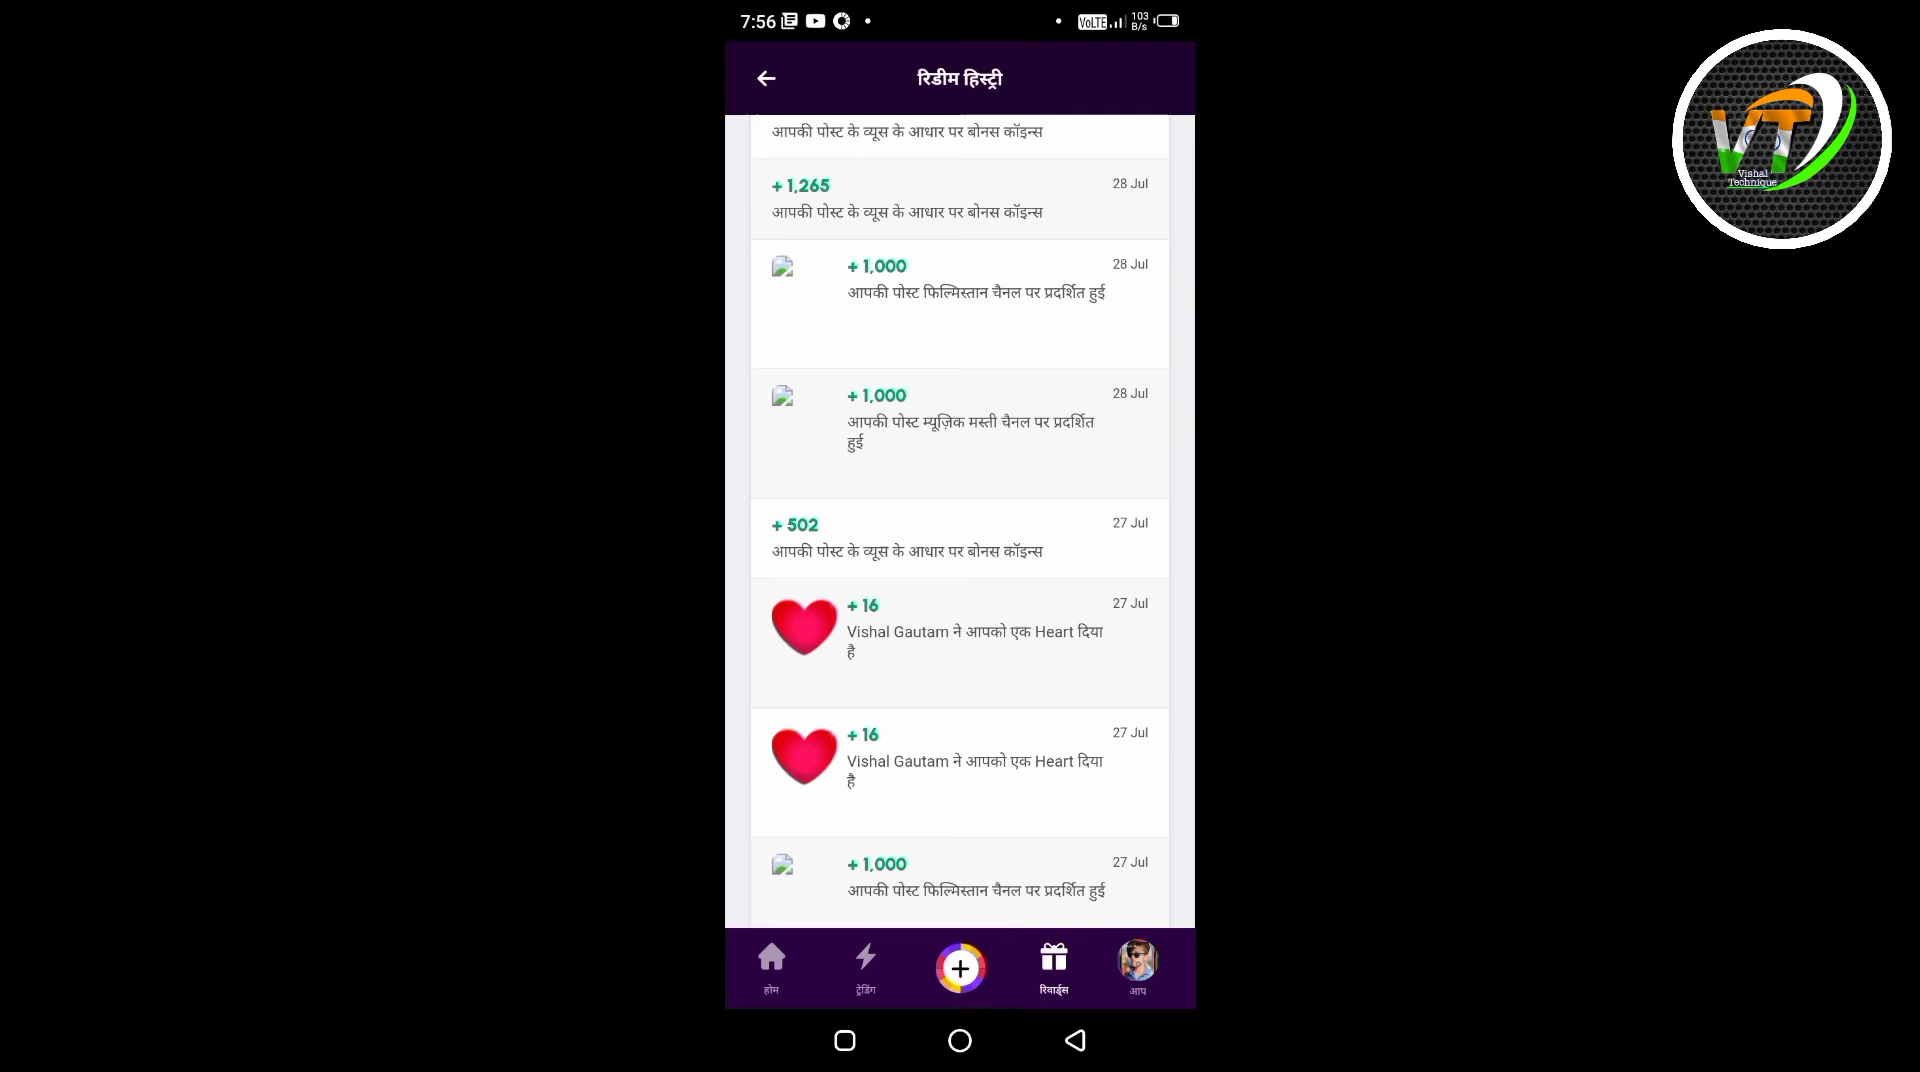 7:56
VoLTE
103
B/s
रिडीम हिस्ट्री
आपकी पोस्ट के व्यूस के आधार पर बोनस कॉइन्स
+ 1,265
28 Jul
आपकी पोस्ट के व्यूस के आधार पर बोनस कॉइन्स
+ 1,000
28 Jul
आपकी पोस्ट फिल्मिस्तान चैनल पर प्रदर्शित हुई
+ 1,000
28 Jul
आपकी पोस्ट म्यूज़िक मस्ती चैनल पर प्रदर्शित
हुई
+ 502
27 Jul
आपकी पोस्ट के व्यूस के आधार पर बोनस कॉइन्स
+ 16
27 Jul
Vishal Gautam ने आपको एक Heart दिया
है
+ 16
27 Jul
Vishal Gautam ने आपको एक Heart दिया
है
+ 1,000
27 Jul
आपकी पोस्ट फिल्मिस्तान चैनल पर प्रदर्शित हुई
होम
ट्रेंडिंग
रिवार्ड्स
आप
VT
Vishal
Technique